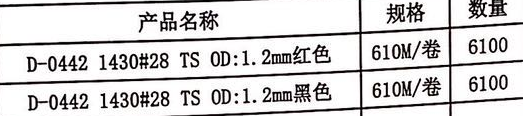 产品名称 规格 数量
D-0442 1430#28 TS OD:1.2mm红色 610M/卷 6100
D-0442 1430#28 TS OD:1.2mm黑色 610M/卷 6100